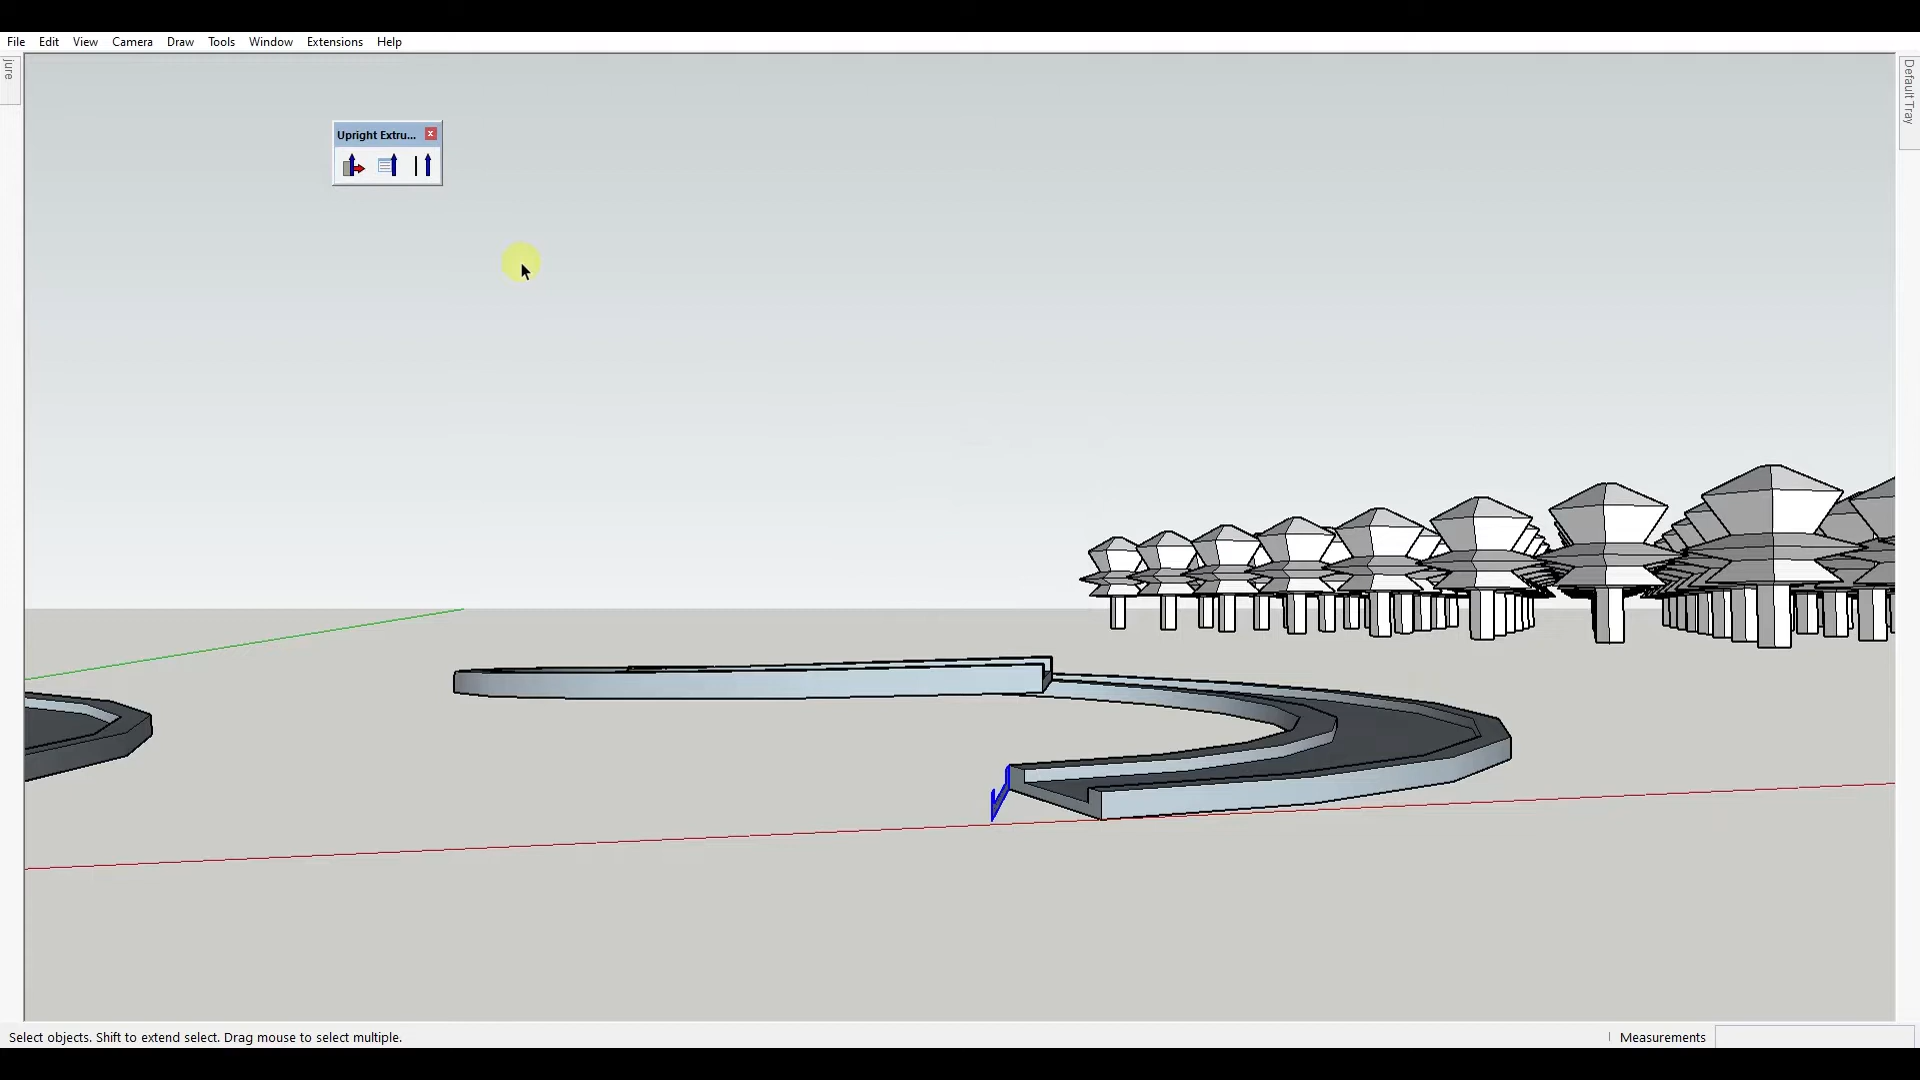 File Edit View Camera Draw Tools Window Extensions Help
jure
Default Tray
Upright Extru...
Select objects. Shift to extend select. Drag mouse to select multiple.
Measurements